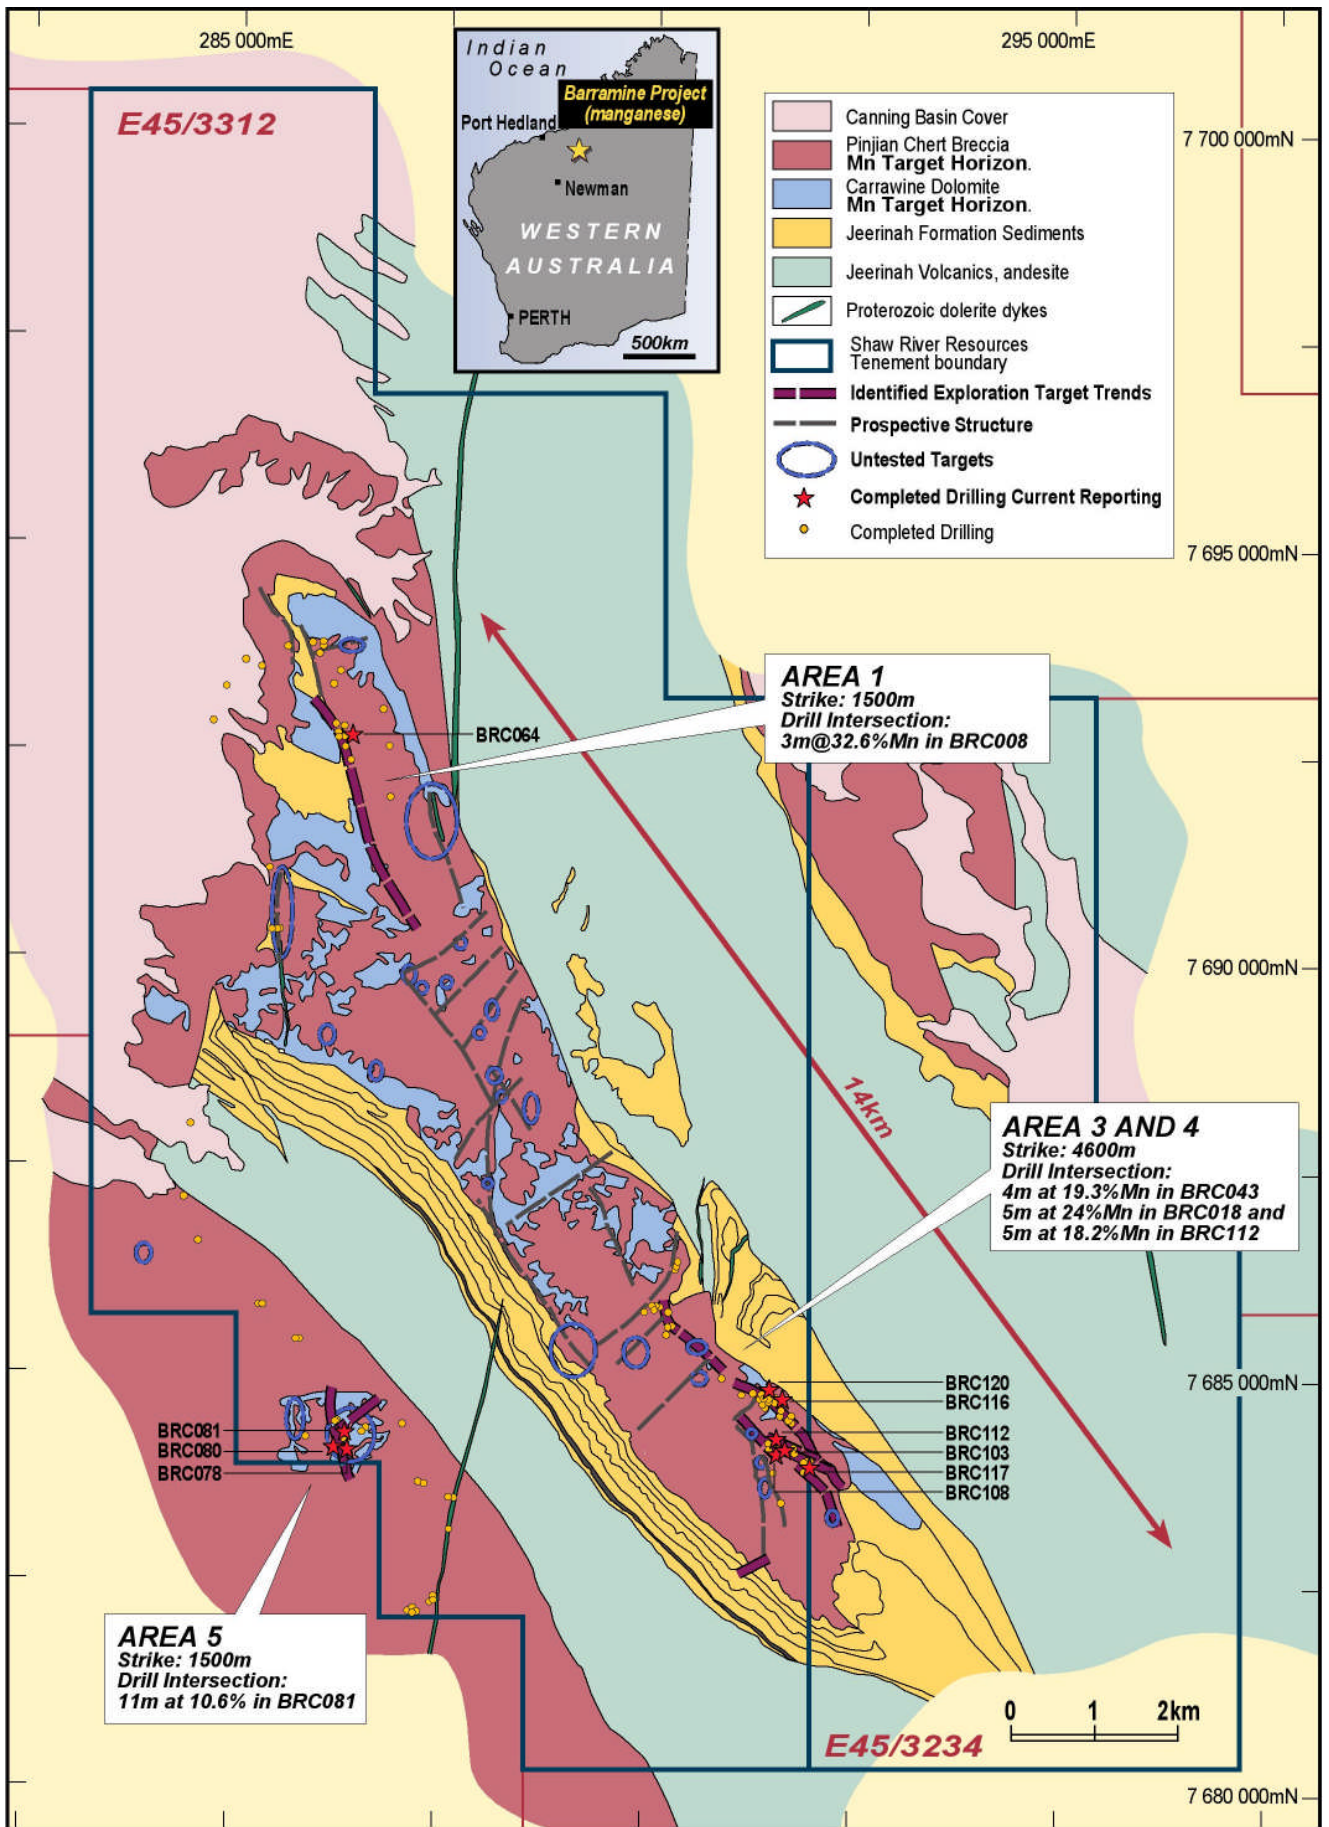 285 000mE
295 000mE
E45/3312
Indian
Ocean
Barramine Project
(manganese)
Port Hedland
Newman
WESTERN
AUSTRALIA
PERTH
500km
Canning Basin Cover
Pinjian Chert Breccia
Mn Target Horizon.
Carrawine Dolomite
Mn Target Horizon.
Jeerinah Formation Sediments
Jeerinah Volcanics, andesite
Proterozoic dolerite dykes
Shaw River Resources
Tenement boundary
Identified Exploration Target Trends
Prospective Structure
Untested Targets
Completed Drilling Current Reporting
Completed Drilling
7 700 000mN
7 695 000mN
AREA 1
Strike: 1500m
Drill Intersection:
3m@32.6%Mn in BRC008
BRC064
7 690 000mN
14km
AREA 3 AND 4
Strike: 4600m
Drill Intersection:
4m at 19.3%Mn in BRC043
5m at 24%Mn in BRC018 and
5m at 18.2%Mn in BRC112
BRC120
BRC116
BRC112
BRC103
BRC117
BRC108
7 685 000mN
BRC081
BRC080
BRC078
AREA 5
Strike: 1500m
Drill Intersection:
11m at 10.6% in BRC081
0 1 2km
E45/3234
7 680 000mN